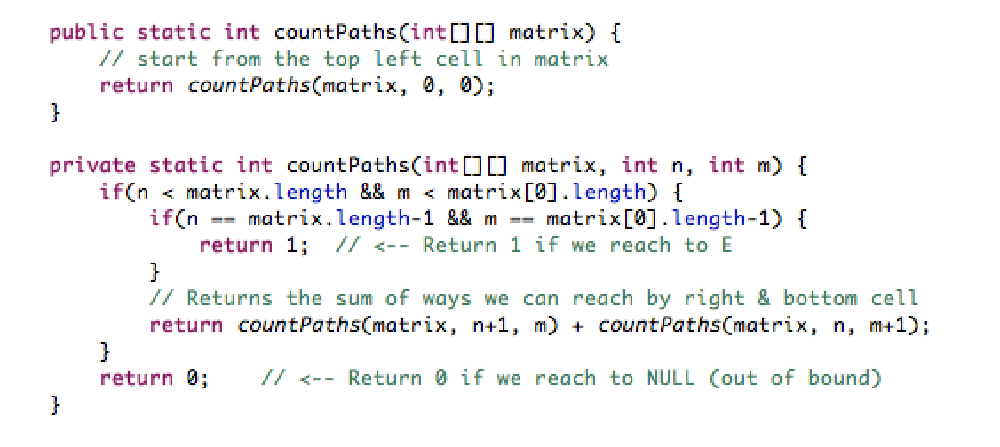 public static int countPaths(int[][] matrix) {
    // start from the top left cell in matrix
    return countPaths(matrix, 0, 0);
}

private static int countPaths(int[][] matrix, int n, int m) {
    if(n < matrix.length && m < matrix[0].length) {
        if(n == matrix.length-1 && m == matrix[0].length-1) {
            return 1;  // <-- Return 1 if we reach to E
        }
        // Returns the sum of ways we can reach by right & bottom cell
        return countPaths(matrix, n+1, m) + countPaths(matrix, n, m+1);
    }
    return 0;    // <-- Return 0 if we reach to NULL (out of bound)
}